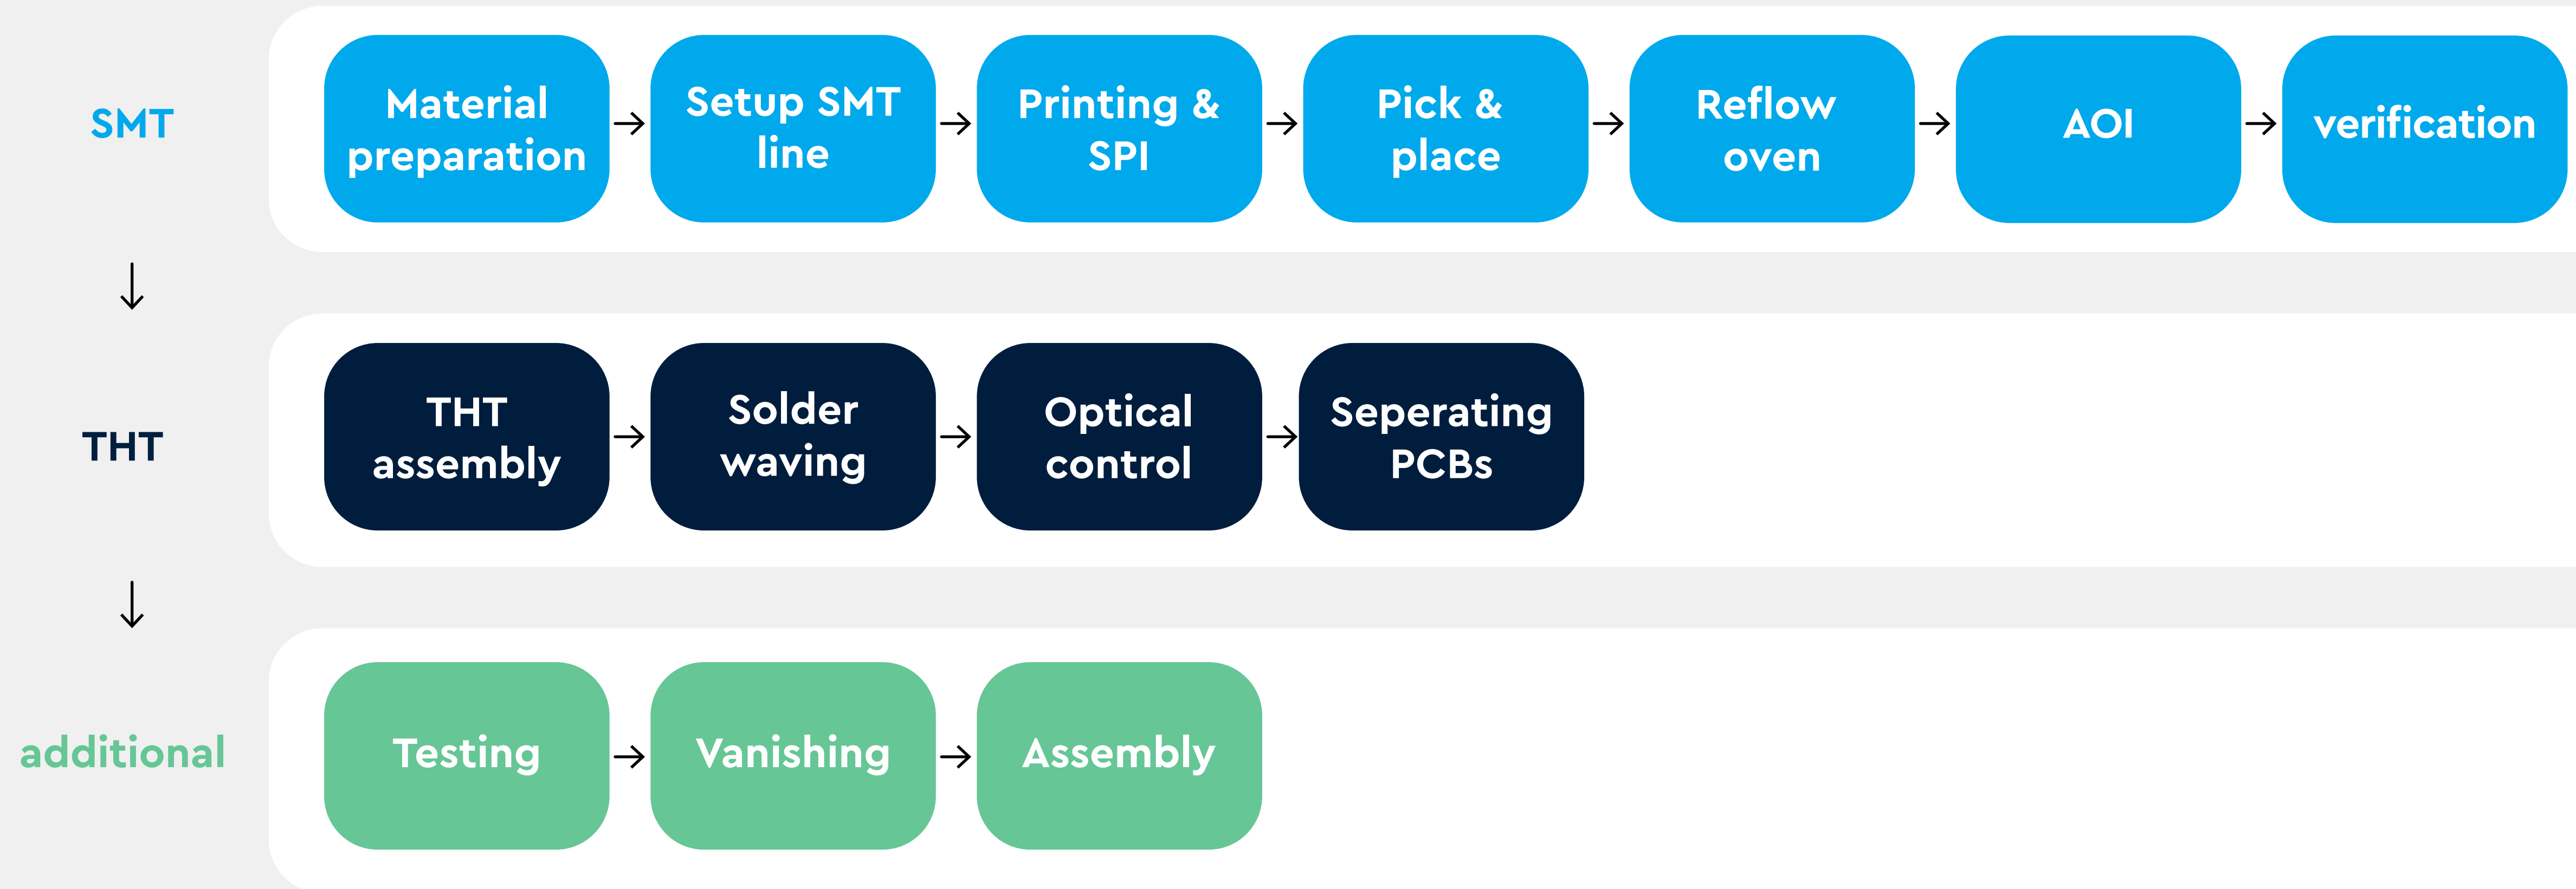 SMT
Material
preparation
Setup SMT
line
Printing &
SPI
Pick &
place
Reflow
oven
AOI
verification
THT
THT
assembly
Solder
waving
Optical
control
Seperating
PCBs
additional
Testing
Vanishing
Assembly